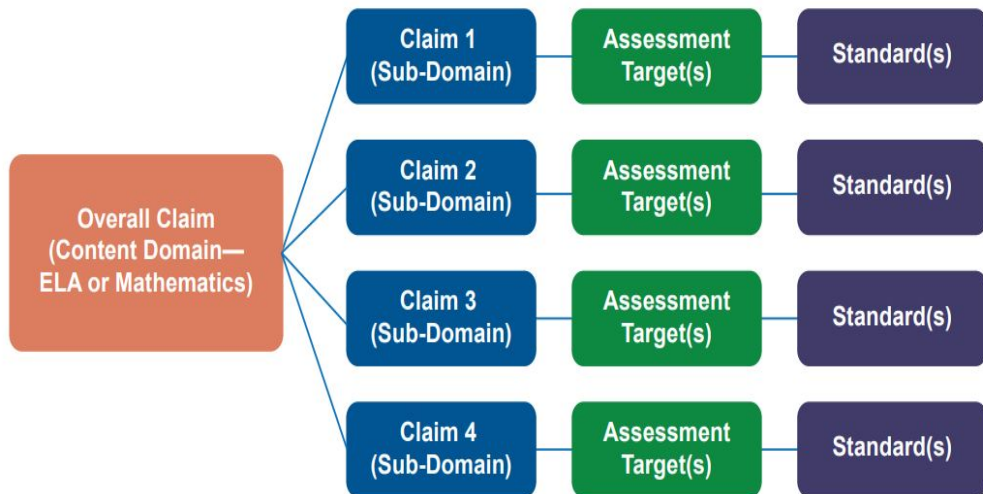 Overall Claim
(Content Domain—
ELA or Mathematics)
Claim 1
(Sub-Domain)
Assessment
Target(s)
Standard(s)
Claim 2
(Sub-Domain)
Assessment
Target(s)
Standard(s)
Claim 3
(Sub-Domain)
Assessment
Target(s)
Standard(s)
Claim 4
(Sub-Domain)
Assessment
Target(s)
Standard(s)